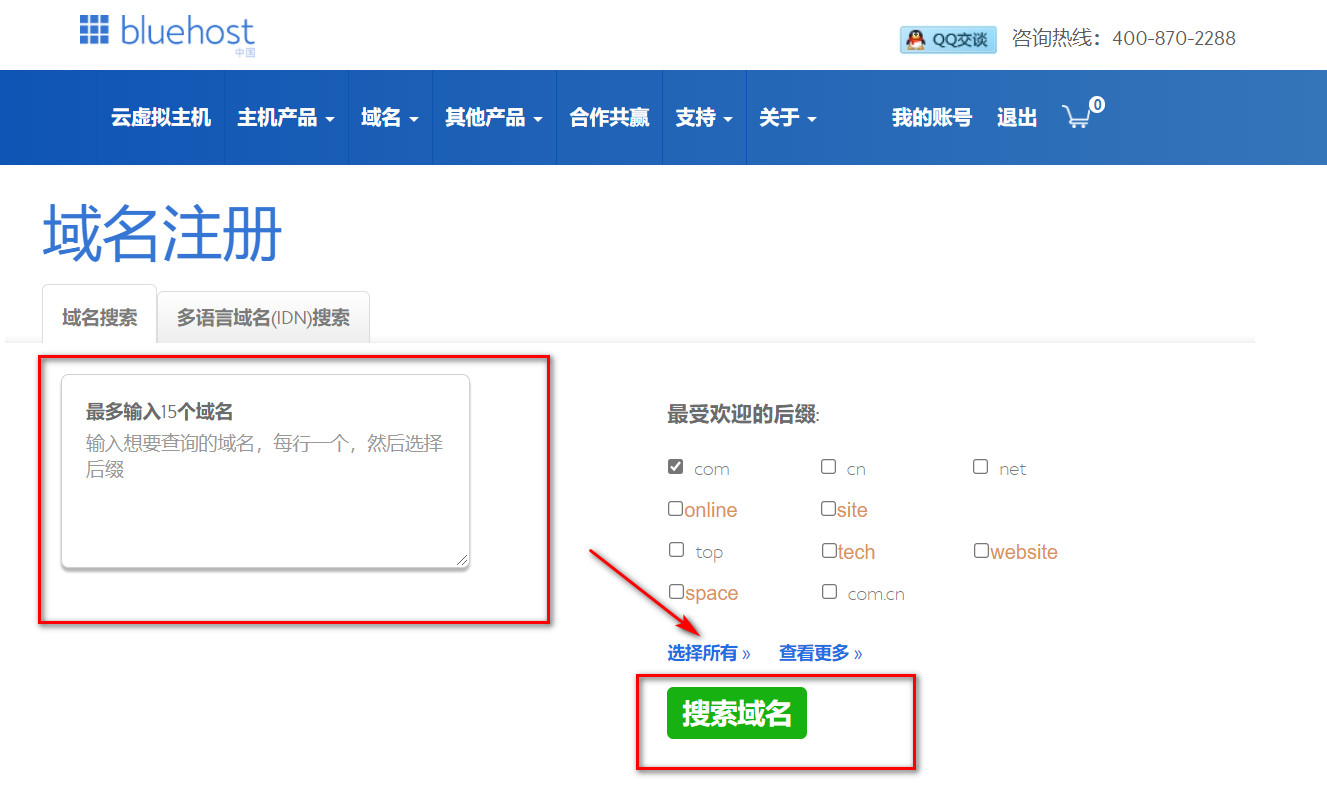 bluehost
中国
QQ交谈 咨询热线：400-870-2288
云虚拟主机 主机产品 域名 其他产品 合作共赢 支持 关于 我的账号 退出 0
域名注册
域名搜索 多语言域名(IDN)搜索
最多输入15个域名
输入想要查询的域名，每行一个，然后选择
后缀
最受欢迎的后缀:
com cn net
online site
top tech website
space com.cn
选择所有 » 查看更多 »
搜索域名